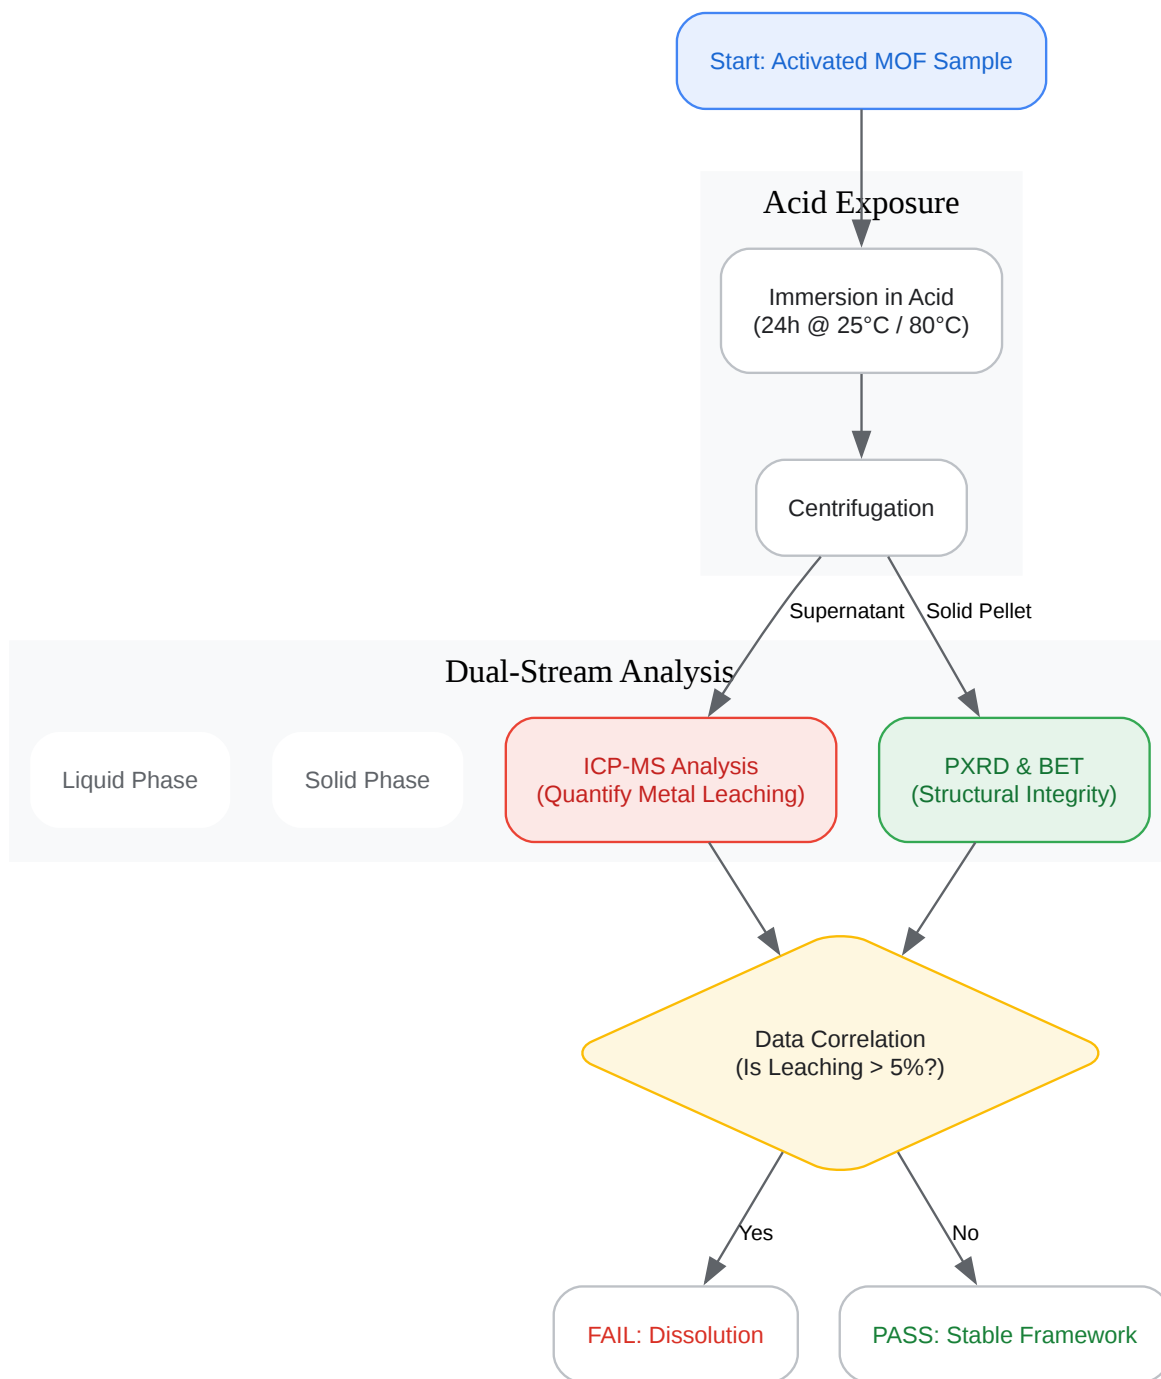 Start: Activated MOF Sample
Acid Exposure
Immersion in Acid
(24h @ 25°C / 80°C)
Centrifugation
Supernatant
Solid Pellet
Dual-Stream Analysis
Liquid Phase
Solid Phase
ICP-MS Analysis
(Quantify Metal Leaching)
PXRD & BET
(Structural Integrity)
Data Correlation
(Is Leaching > 5%?)
Yes
No
FAIL: Dissolution
PASS: Stable Framework